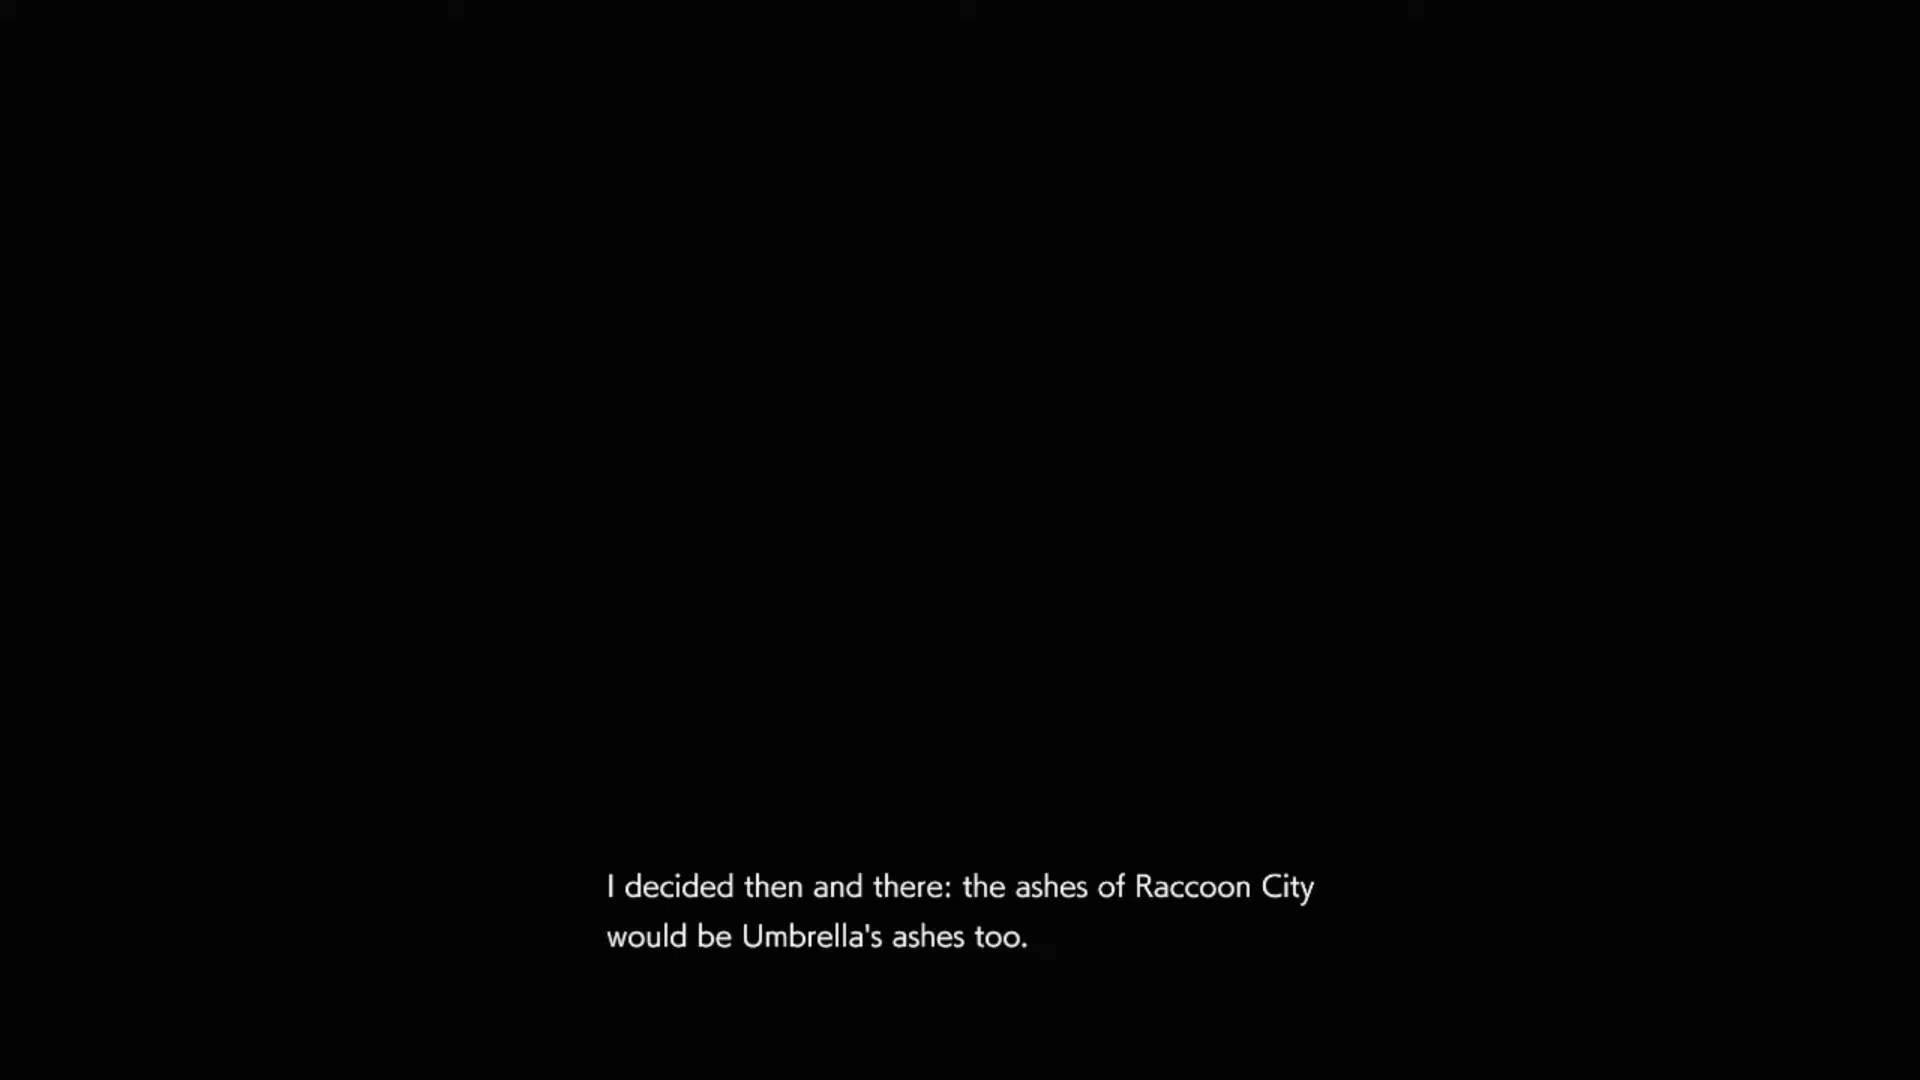 I decided then and there: the ashes of Raccoon City
would be Umbrella's ashes too.